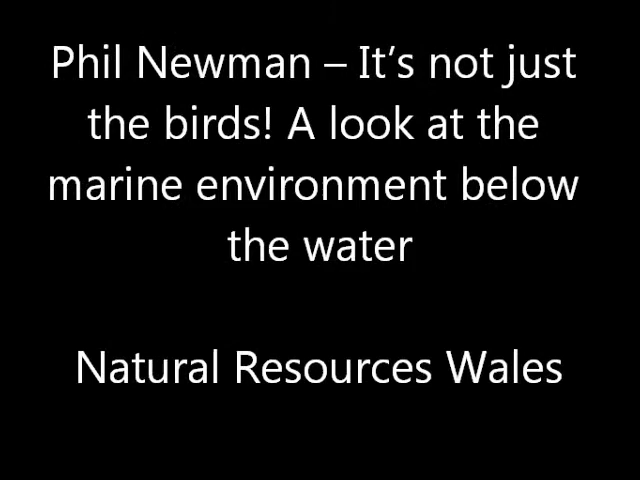 Phil Newman – It’s not just
the birds! A look at the
marine environment below
the water
Natural Resources Wales